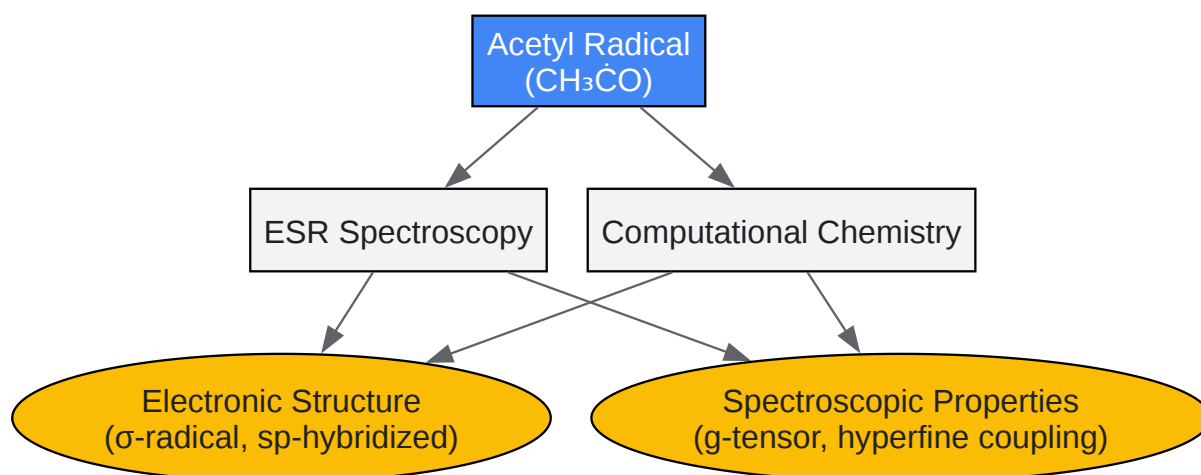 Acetyl Radical
(CH₃ĊO)
ESR Spectroscopy
Computational Chemistry
Electronic Structure
(σ-radical, sp-hybridized)
Spectroscopic Properties
(g-tensor, hyperfine coupling)